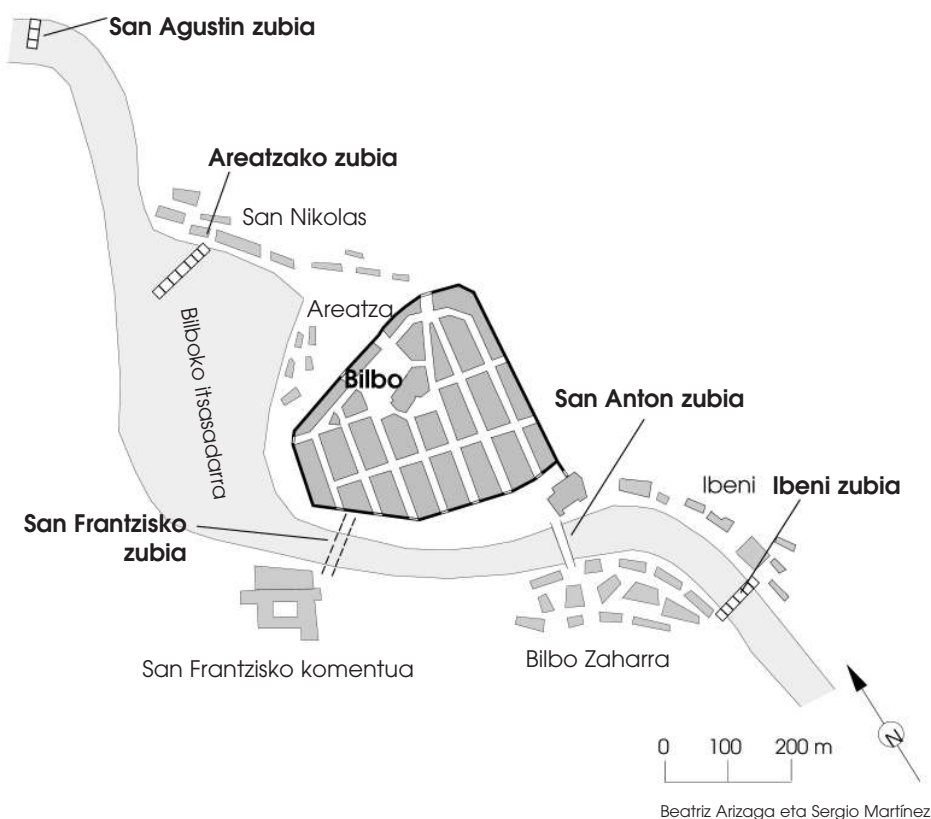 San Agustin zubia
Areatzako zubia
San Nikolas
Areatza
Bilboko itsasadarra
Bilbo
San Anton zubia
Ibeni
Ibeni zubia
San Frantzisko
zubia
San Frantzisko komentua
Bilbo Zaharra
N
0 100 200 m
Beatriz Arizaga eta Sergio Martínez